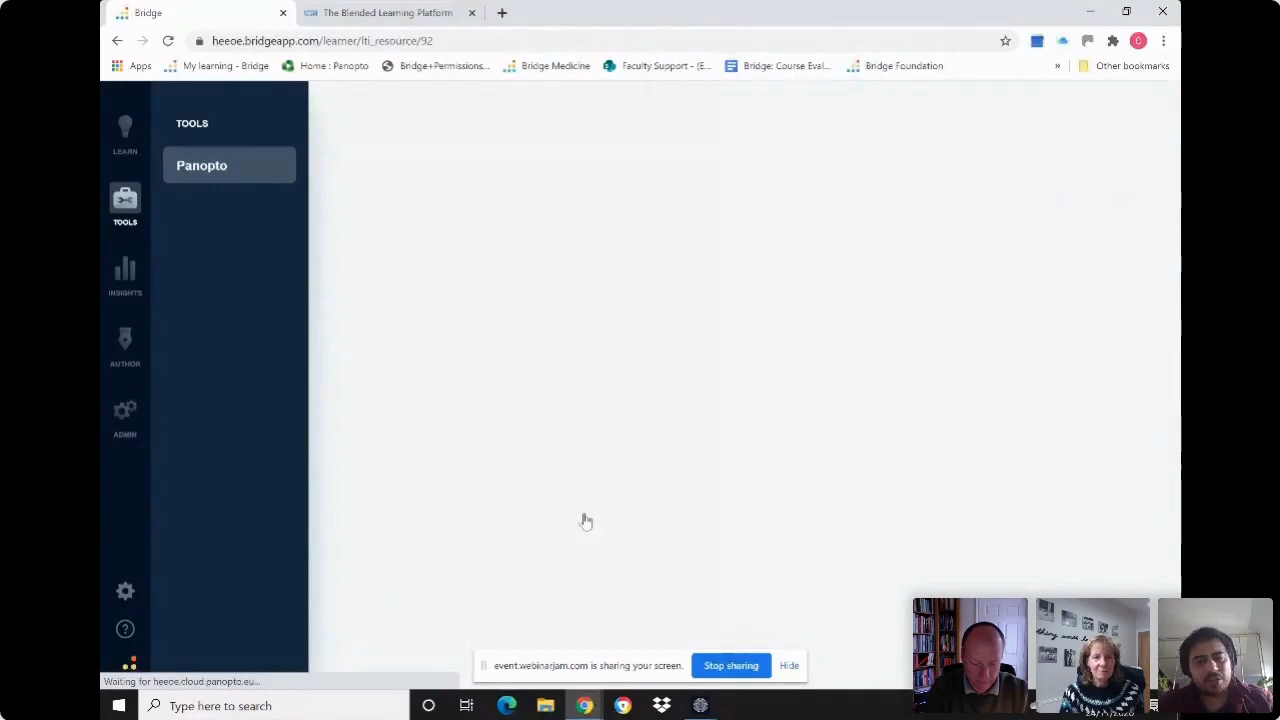 Bridge
The Blended Learning Platform
heeoe.bridgeapp.com/learner/lti_resource/92
C
Apps
My learning - Bridge
Home : Panopto
Bridge+Permissions...
Bridge Medicine
Faculty Support - (E...
Bridge: Course Eval...
Bridge Foundation
»
Other bookmarks
LEARN
TOOLS
INSIGHTS
AUTHOR
ADMIN
TOOLS
Panopto
event.webinarjam.com is sharing your screen.
Stop sharing
Hide
Waiting for heeoe.cloud.panopto.eu...
Type here to search
24/11/2020